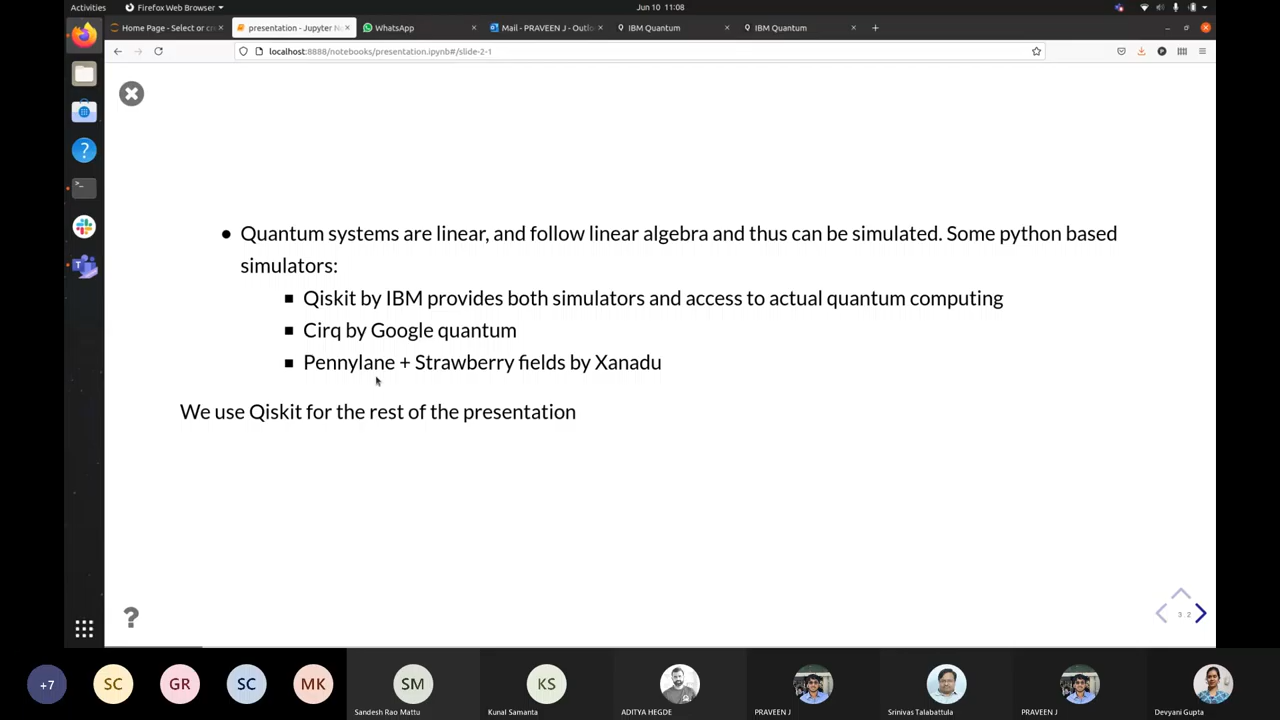 Activities
Firefox Web Browser
Jun 10 11:08
Home Page - Select or cr
presentation - Jupyter N
WhatsApp
Mail - PRAVEEN J - Outlo
IBM Quantum
IBM Quantum
localhost:8888/notebooks/presentation.ipynb#/slide-2-1
Quantum systems are linear, and follow linear algebra and thus can be simulated. Some python based
simulators:
Qiskit by IBM provides both simulators and access to actual quantum computing
Cirq by Google quantum
Pennylane + Strawberry fields by Xanadu
We use Qiskit for the rest of the presentation
?
3 2
+7
SC
GR
SC
MK
SM
KS
Sandesh Rao Mattu
Kunal Samanta
ADITYA HEGDE
PRAVEEN J
Srinivas Talabattula
PRAVEEN J
Devyani Gupta